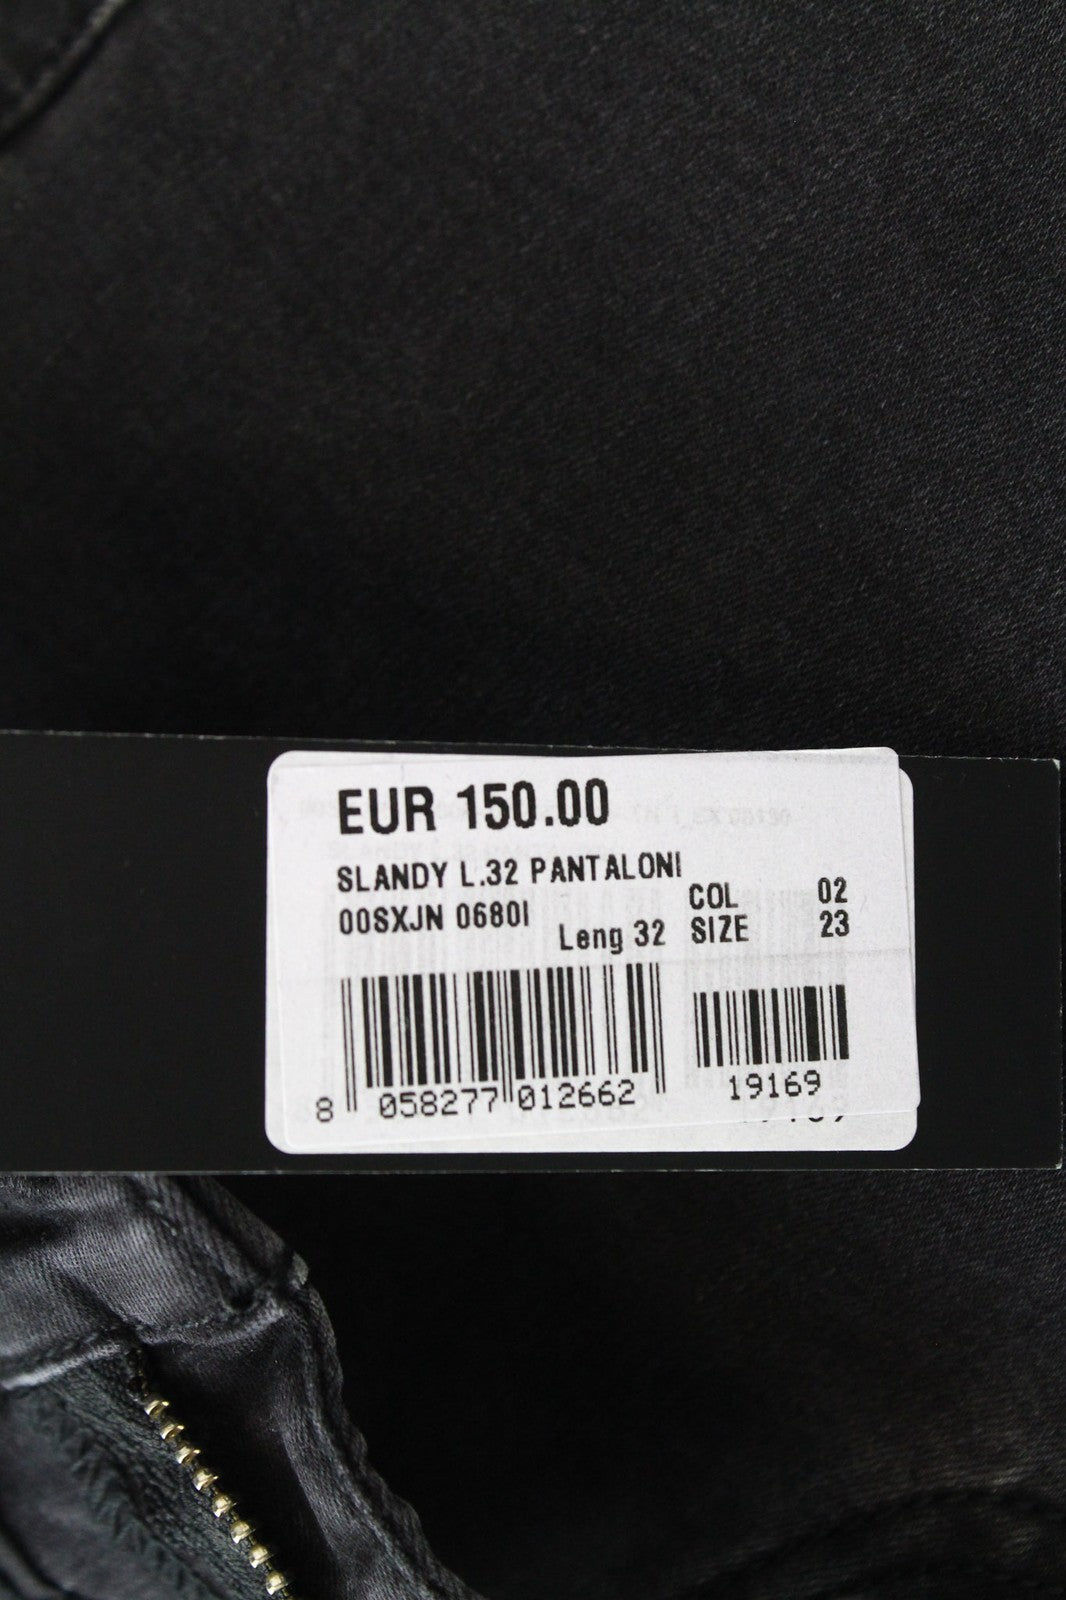 EUR 150.00
SLANDY L.32 PANTALONI
00SXJN 0680I Leng 32
COL 02
SIZE 23
8 058277 012662
19169